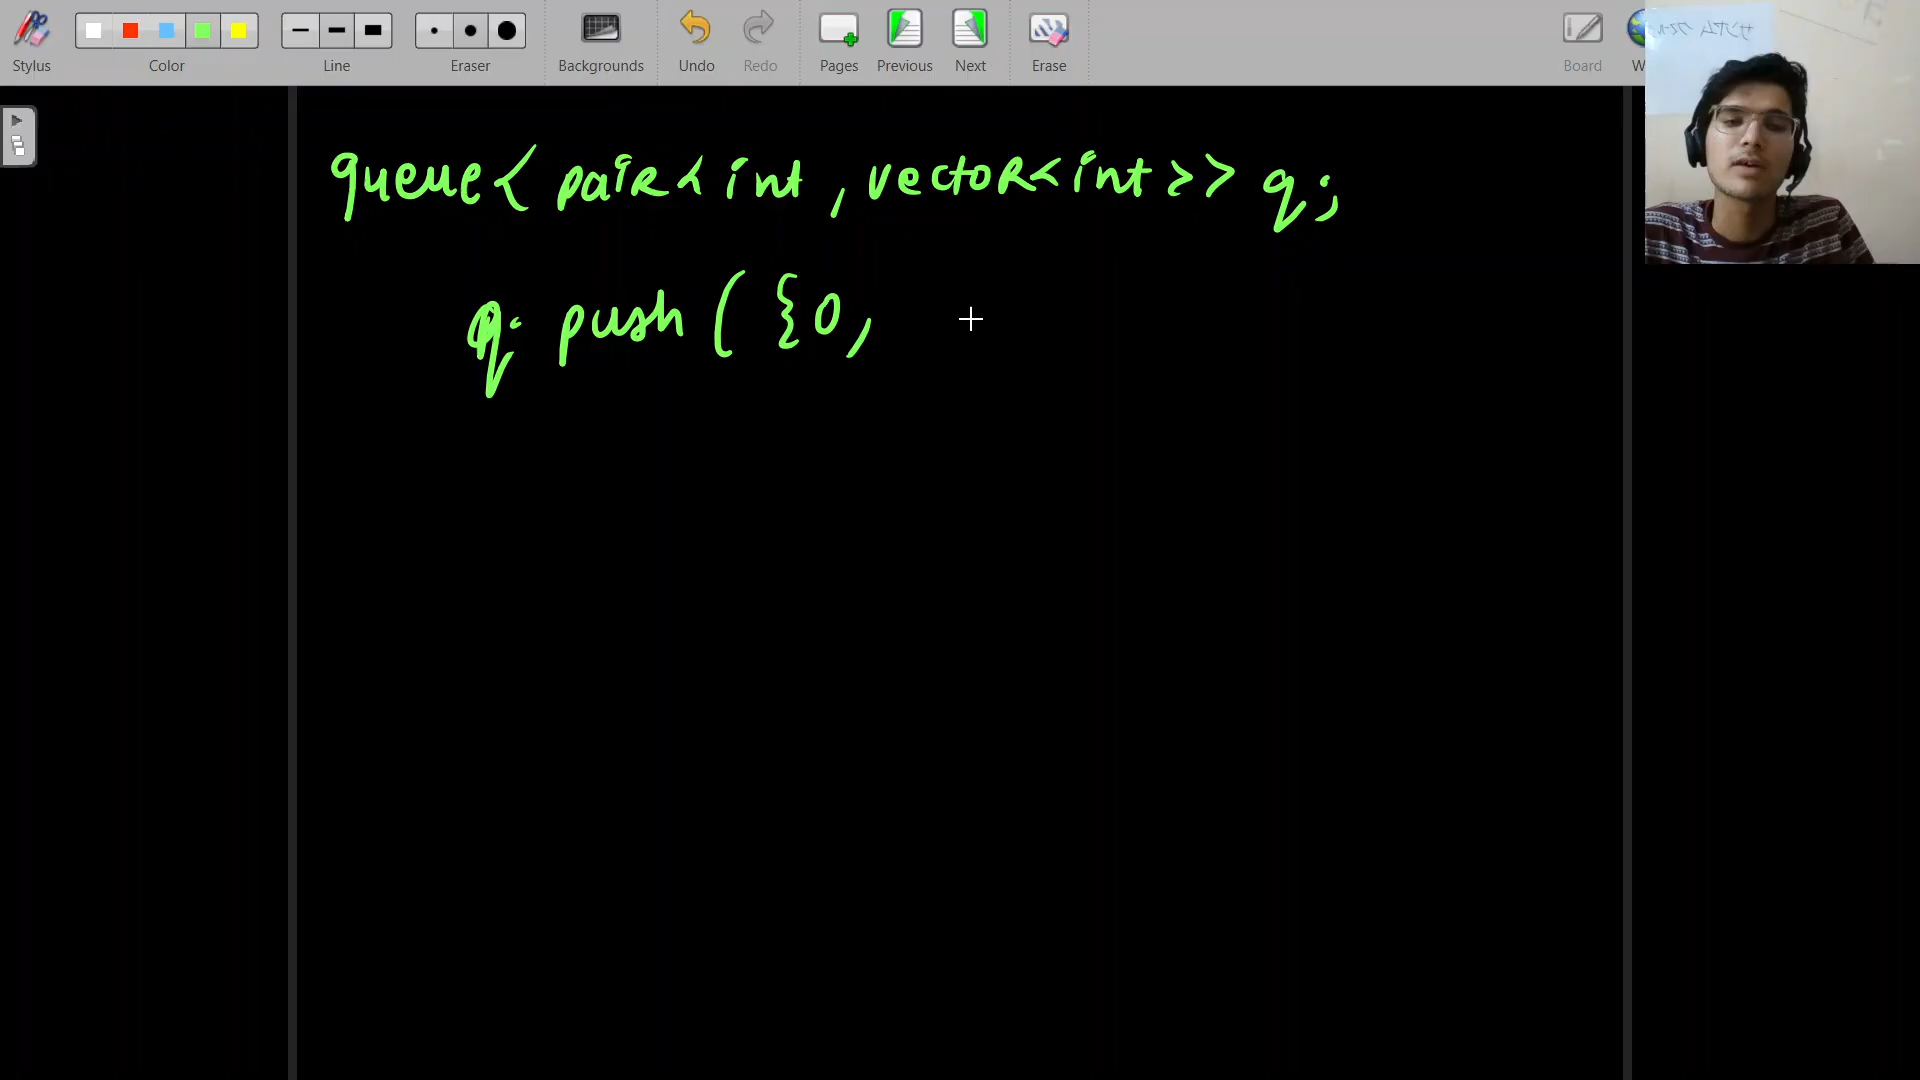 Stylus Color Line Eraser Backgrounds Undo Redo Pages Previous Next Erase Board
queue< pair< int , vector< int >> q;
q. push ( {0,